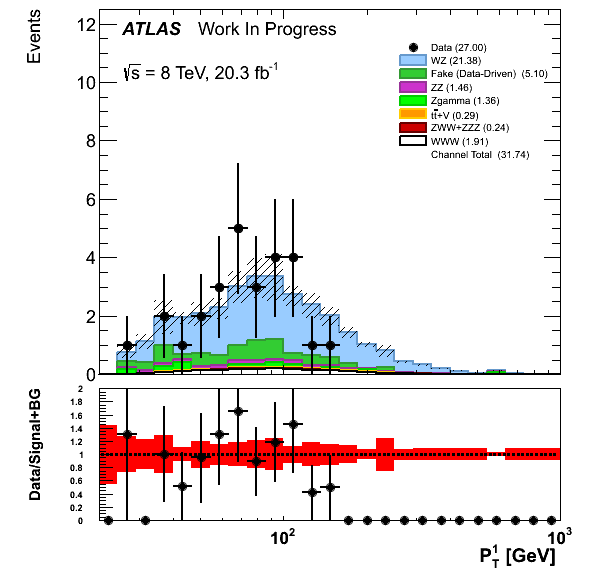 Events
ATLAS Work In Progress
√s = 8 TeV, 20.3 fb⁻¹
Data (27.00)
WZ (21.38)
Fake (Data-Driven) (5.10)
ZZ (1.46)
Zgamma (1.36)
tt̄+V (0.29)
ZWW+ZZZ (0.24)
WWW (1.91)
Channel Total (31.74)
12
10
8
6
4
2
0
Data/Signal+BG
2
1.8
1.6
1.4
1.2
1
0.8
0.6
0.4
0.2
0
10²
10³
P¹_T [GeV]